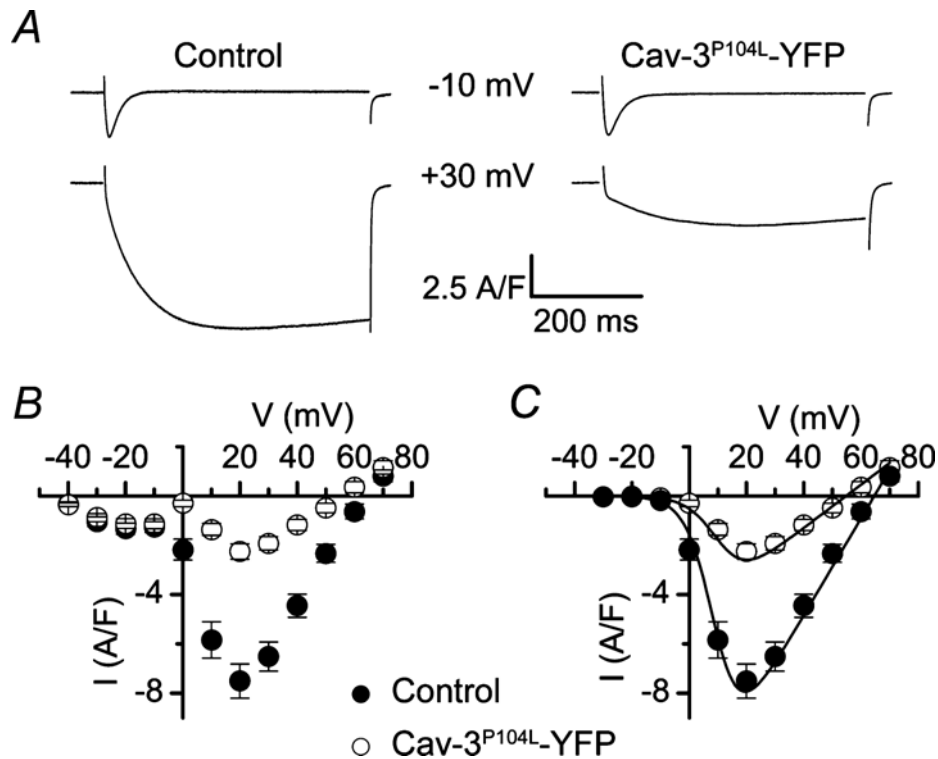 A
Control
Cav-3P104L-YFP
-10 mV
+30 mV
2.5 A/F
200 ms
B
V (mV)
-40 -20 20 40 60 80
-4
-8
I (A/F)
C
V (mV)
-40 -20 20 40 60 80
-4
-8
I (A/F)
Control
Cav-3P104L-YFP